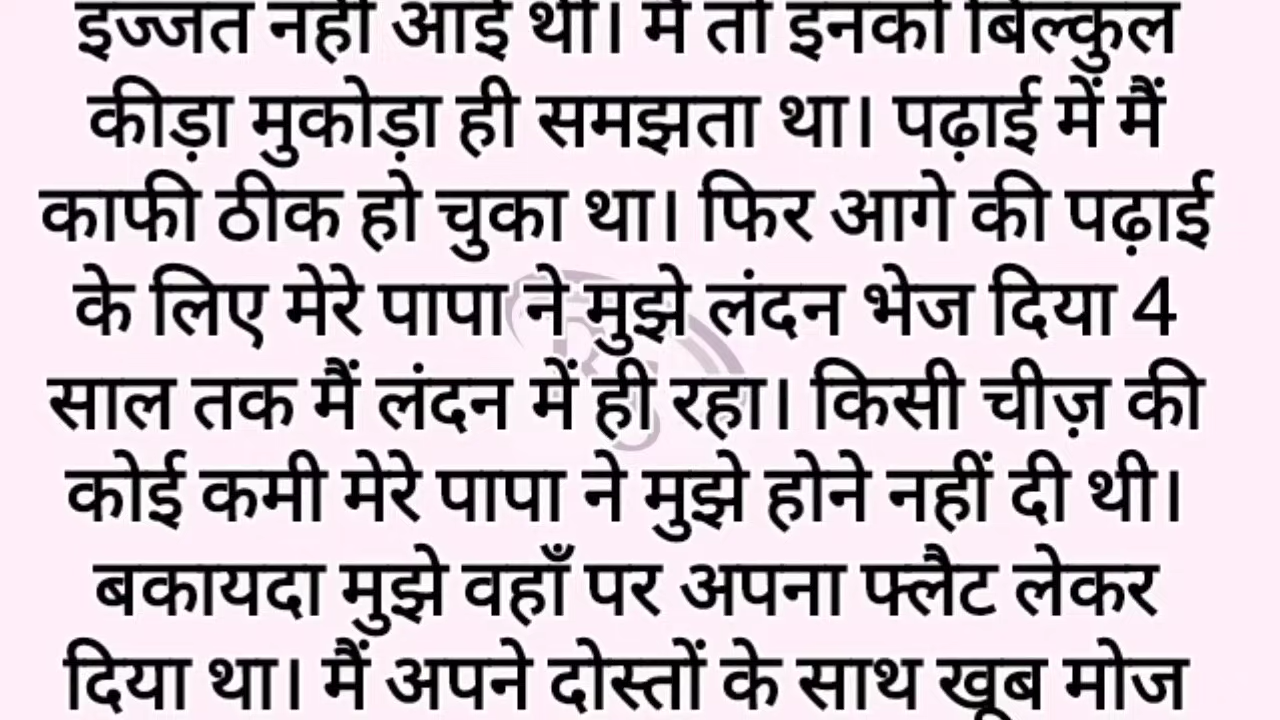 इज्जत नहीं आई थी। मैं तो इनको बिल्कुल
कीड़ा मुकोड़ा ही समझता था। पढ़ाई में मैं
काफी ठीक हो चुका था। फिर आगे की पढ़ाई
के लिए मेरे पापा ने मुझे लंदन भेज दिया 4
साल तक मैं लंदन में ही रहा। किसी चीज़ की
कोई कमी मेरे पापा ने मुझे होने नहीं दी थी।
बकायदा मुझे वहाँ पर अपना फ्लैट लेकर
दिया था। मैं अपने दोस्तों के साथ खूब मोज